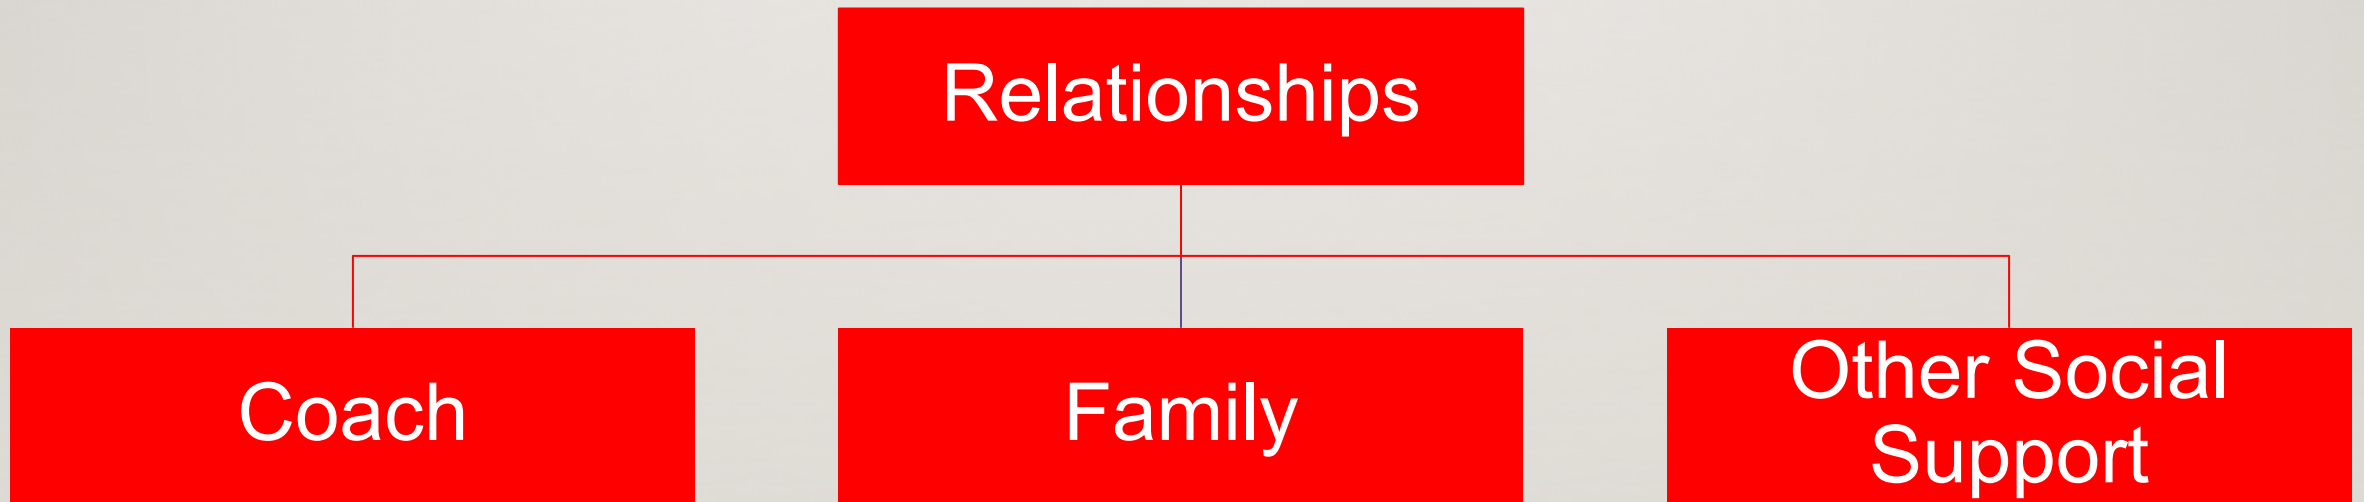 Relationships
Coach
Family
Other Social
Support